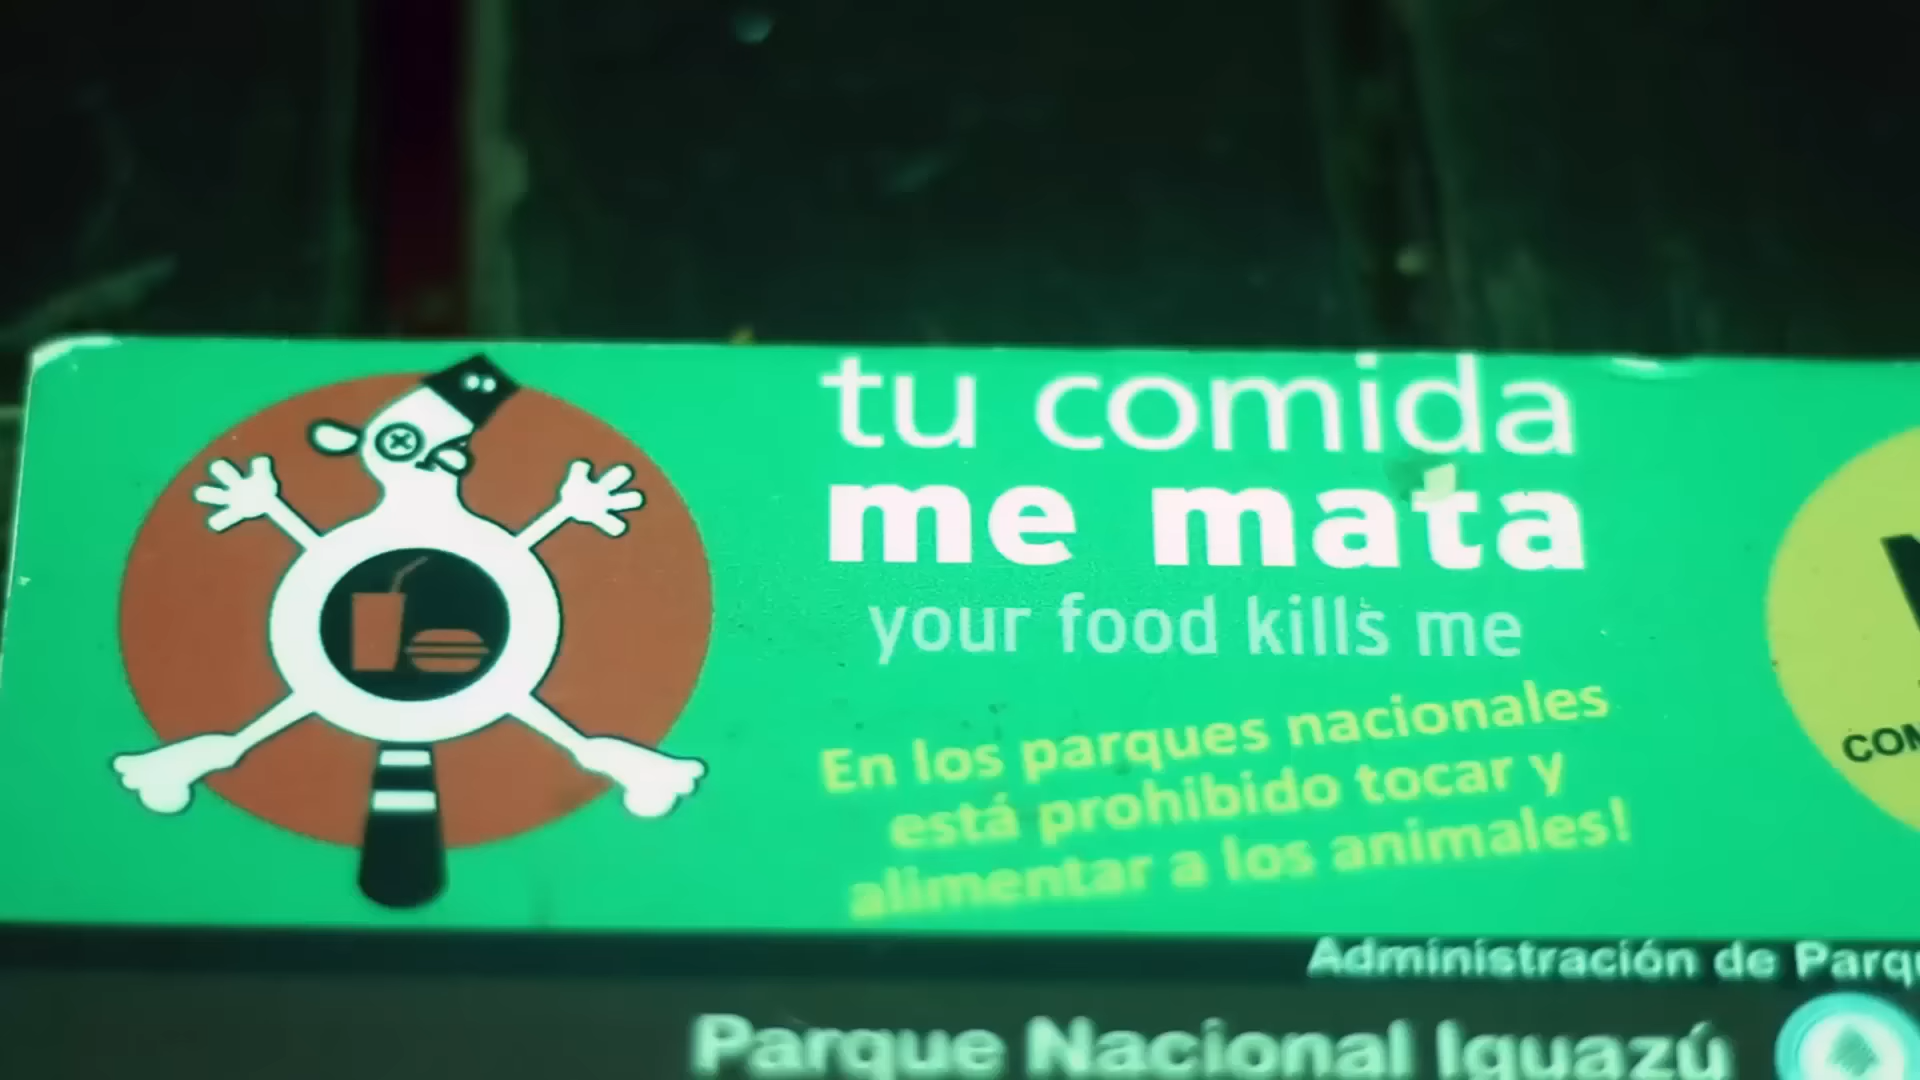 tu comida
me mata
your food kills me
En los parques nacionales
está prohibido tocar y
alimentar a los animales!
Administración de
Parque Nacional Iguazú